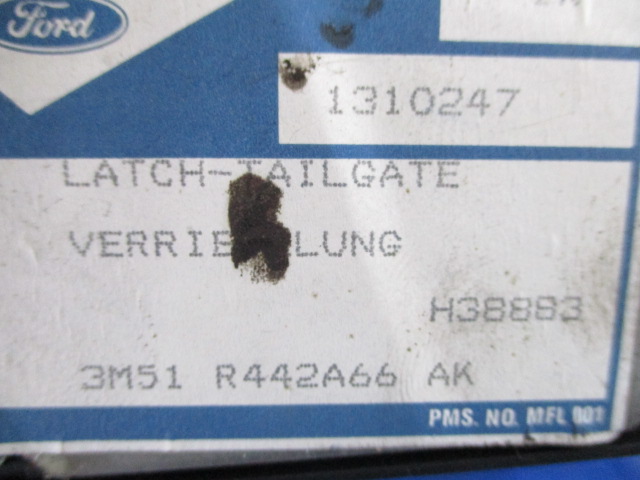 Ford
1310247
LATCH-TAILGATE
H38883
3M51 R442A66 AK
PMS. NO. MFL 001